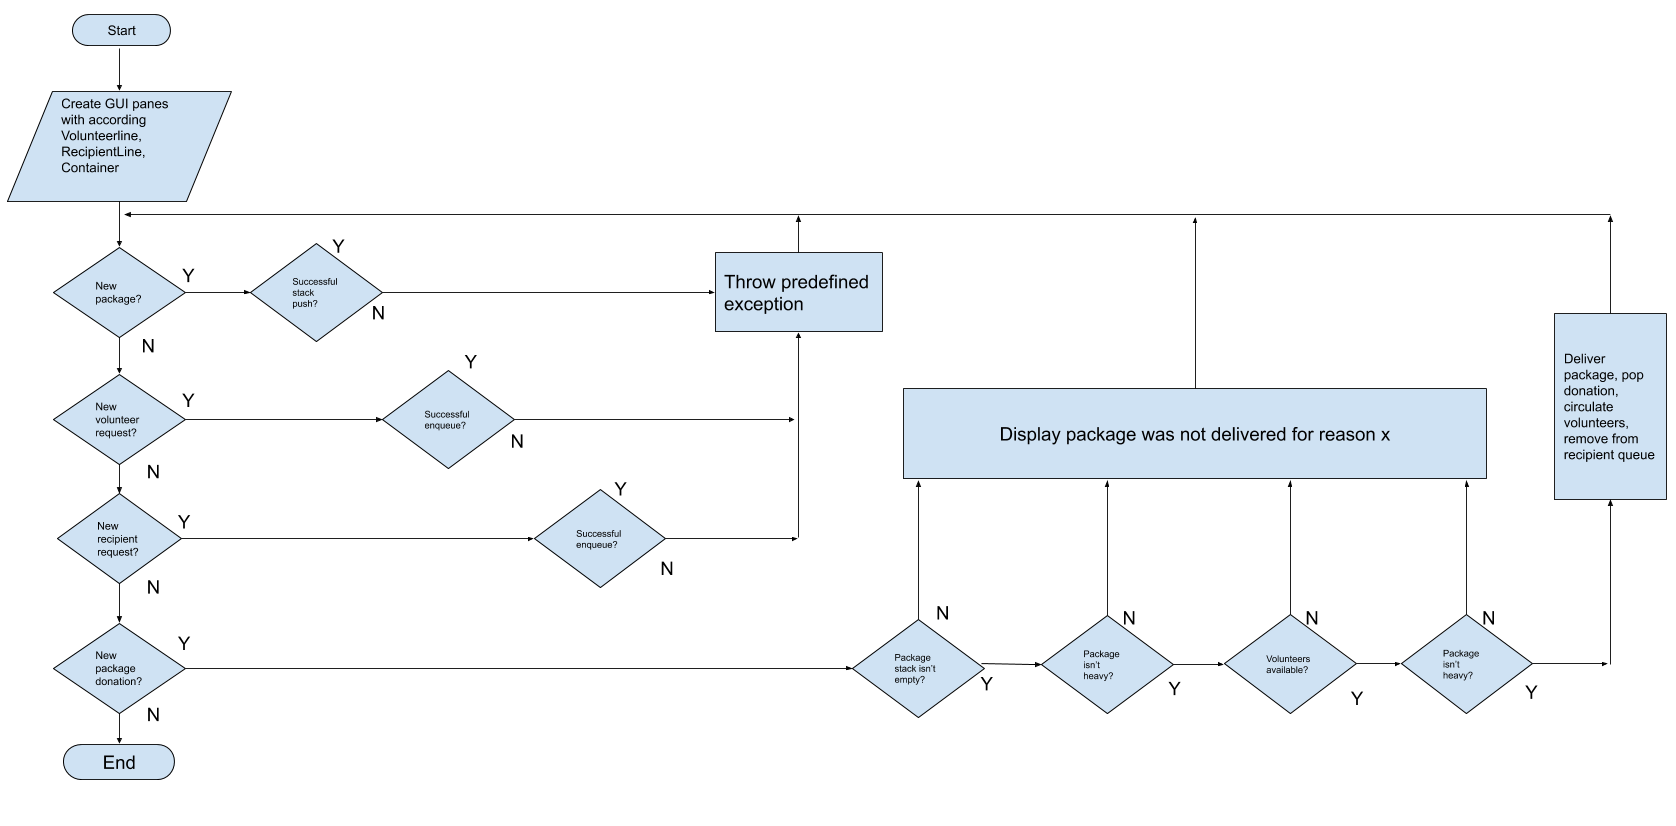 Start
Create GUI panes
with according
Volunteerline,
RecipientLine,
Container
New
package?
Y
N
Successful
stack
push?
Y
N
Throw predefined
exception
New
volunteer
request?
Y
N
Successful
enqueue?
Y
N
New
recipient
request?
Y
N
Successful
enqueue?
Y
N
New
package
donation?
Y
N
End
Package
stack isn't
empty?
N
Y
Package
isn't
heavy?
N
Y
Volunteers
available?
N
Y
Package
isn't
heavy?
N
Y
Display package was not delivered for reason x
Deliver
package, pop
donation,
circulate
volunteers,
remove from
recipient queue